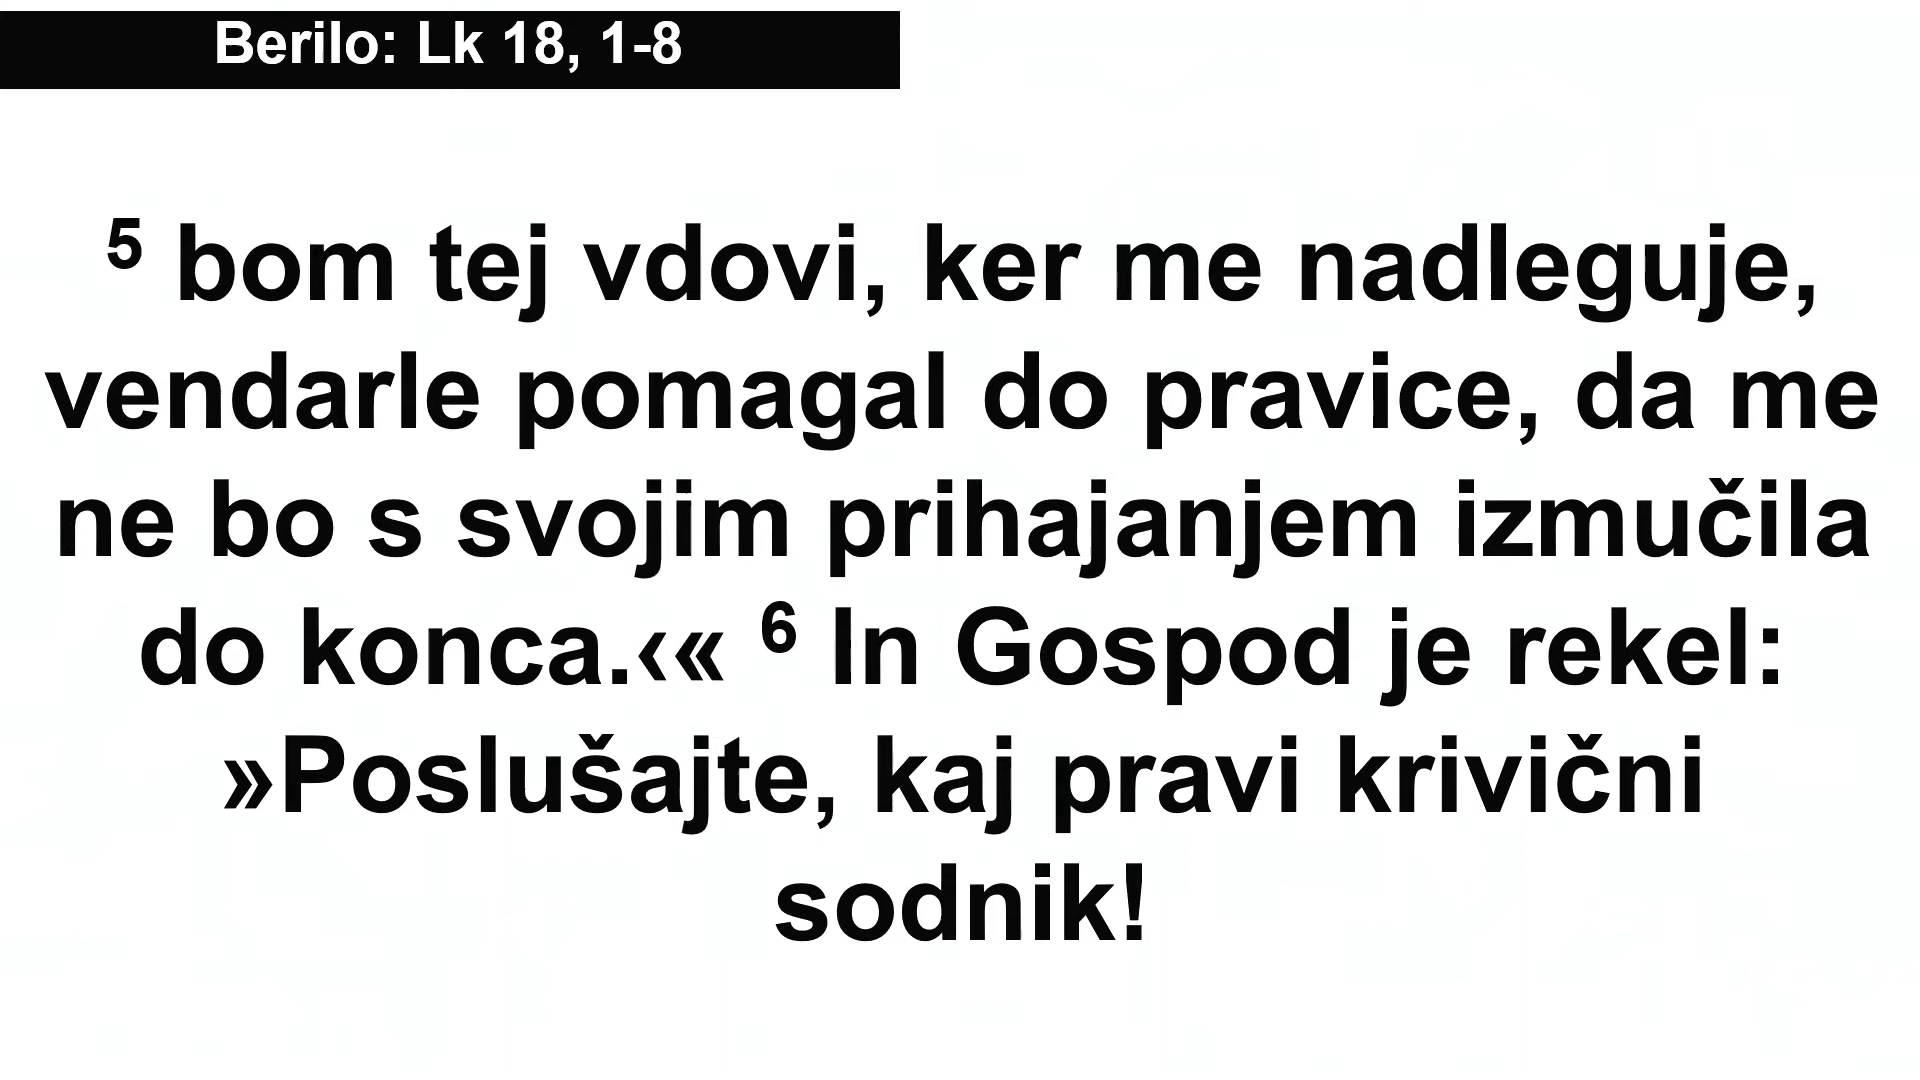 Berilo: Lk 18, 1-8
5 bom tej vdovi, ker me nadleguje,
vendarle pomagal do pravice, da me
ne bo s svojim prihajanjem izmučila
do konca.‹« 6 In Gospod je rekel:
»Poslušajte, kaj pravi krivični
sodnik!